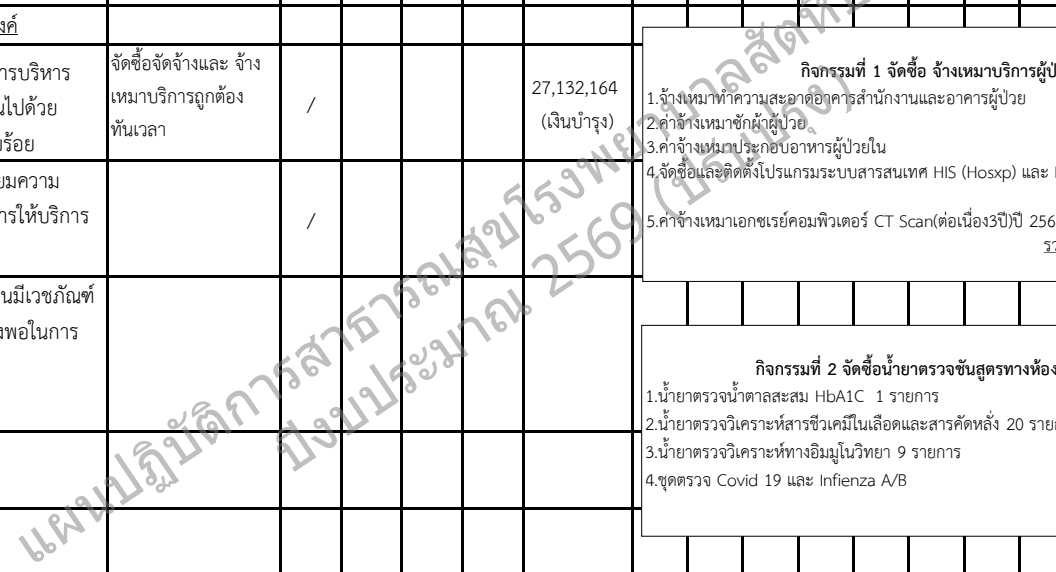 งค์
ารบริหาร
นไปด้วย
บร้อย
จัดซื้อจัดจ้างและ จ้าง
เหมาบริการถูกต้อง
ทันเวลา
/
27,132,164
(เงินบำรุง)
ยมความ
การให้บริการ
/
นมีเวชภัณฑ์
งพอในการ
กิจกรรมที่ 1 จัดซื้อ จ้างเหมาบริการผู้ป
1.จ้างเหมาทำความสะอาดอาคารสำนักงานและอาคารผู้ป่วย
2.ค่าจ้างเหมาซักผ้าผู้ป่วย
3.ค่าจ้างเหมาประกอบอาหารผู้ป่วยใน
4.จัดซื้อและติดตั้งโปรแกรมระบบสารสนเทศ HIS (Hosxp) และ
5.ค่าจ้างเหมาเอกซเรย์คอมพิวเตอร์ CT Scan(ต่อเนื่อง3ปี)ปี 256
รว
กิจกรรมที่ 2 จัดซื้อน้ำยาตรวจชันสูตรทางห้อง
1.น้ำยาตรวจน้ำตาลสะสม HbA1C 1 รายการ
2.น้ำยาตรวจวิเคราะห์สารชีวเคมีในเลือดและสารคัดหลั่ง 20 ราย
3.น้ำยาตรวจวิเคราะห์ทางอิมมูโนวิทยา 9 รายการ
4.ชุดตรวจ Covid 19 และ Infienza A/B
แผนปฏิบัติการสาธารณสุขโรงพยาบาลสัตหี
ปีงบประมาณ 2569 (ปรับปรุง)